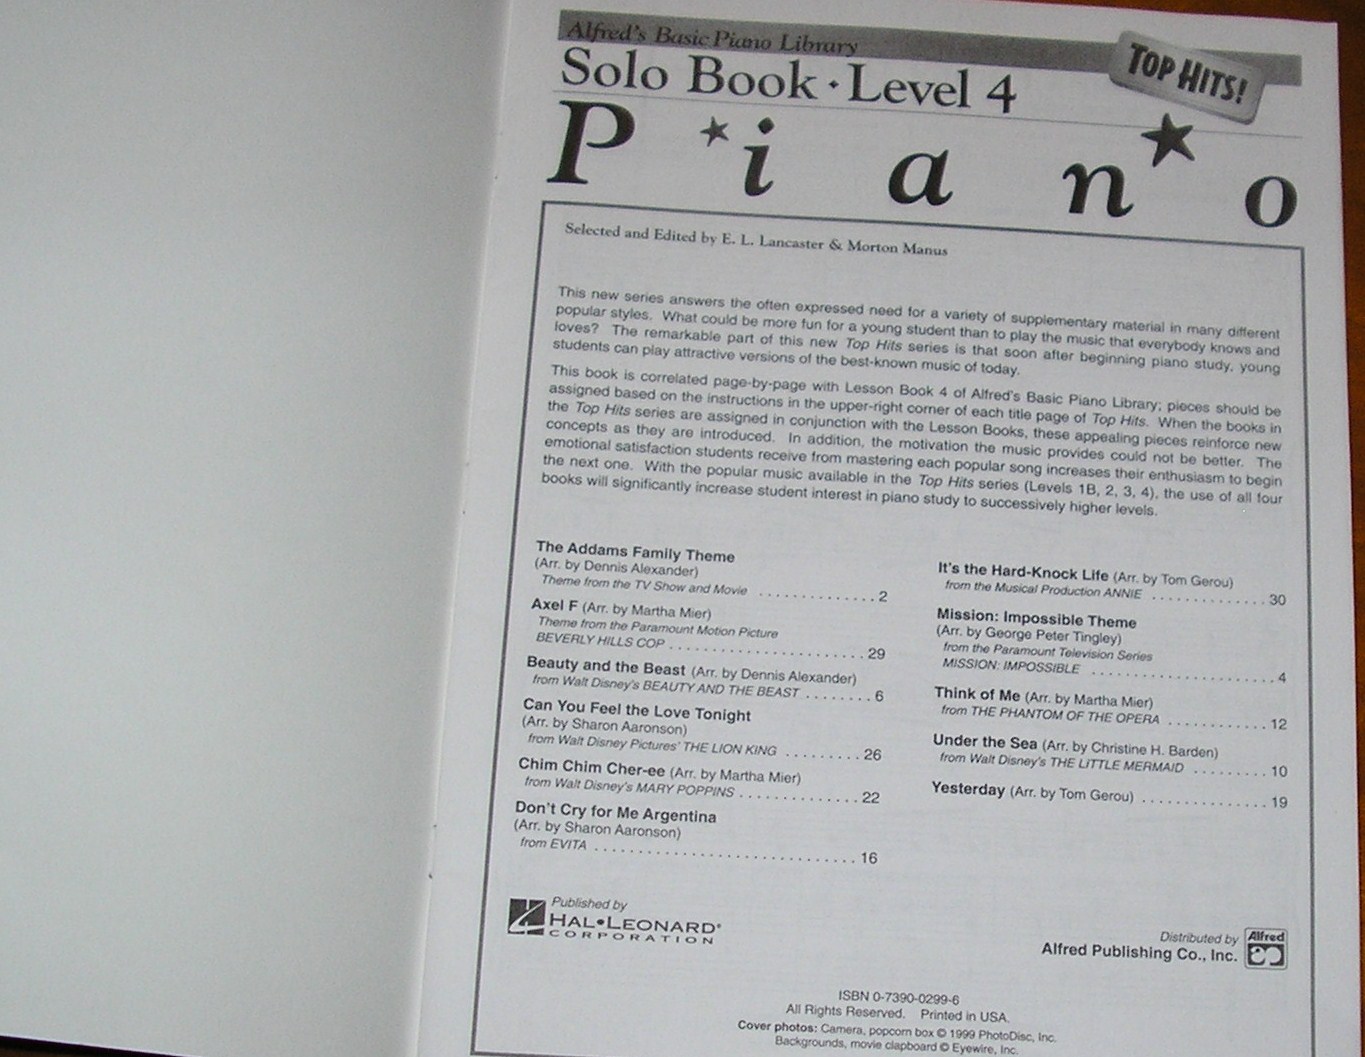 Alfred's Basic Piano Library
TOP HITS!
Solo Book • Level 4
Piano
Selected and Edited by E. L. Lancaster & Morton Manus
This new series answers the often expressed need for a variety of supplementary material in many different
popular styles. What could be more fun for a young student than to play the music that everybody knows and
loves? The remarkable part of this new Top Hits series is that soon after beginning piano study, young
students can play attractive versions of the best-known music of today.
This book is correlated page-by-page with Lesson Book 4 of Alfred's Basic Piano Library; pieces should be
assigned based on the instructions in the upper-right corner of each title page of Top Hits. When the books in
the Top Hits series are assigned in conjunction with the Lesson Books, these appealing pieces reinforce new
concepts as they are introduced. In addition, the motivation the music provides could not be better. The
emotional satisfaction students receive from mastering each popular song increases their enthusiasm to begin
the next one. With the popular music available in the Top Hits series (Levels 1B, 2, 3, 4), the use of all four
books will significantly increase student interest in piano study to successively higher levels.
The Addams Family Theme
(Arr. by Dennis Alexander)
Theme from the TV Show and Movie . . . . . . . . . . . . . . 2
Axel F (Arr. by Martha Mier)
Theme from the Paramount Motion Picture
BEVERLY HILLS COP . . . . . . . . . . . . . . . . . . . . . . . . 29
Beauty and the Beast (Arr. by Dennis Alexander)
from Walt Disney's BEAUTY AND THE BEAST . . . . . . . . 6
Can You Feel the Love Tonight
(Arr. by Sharon Aaronson)
from Walt Disney Pictures' THE LION KING . . . . . . . . . 26
Chim Chim Cher-ee (Arr. by Martha Mier)
from Walt Disney's MARY POPPINS . . . . . . . . . . . . . . 22
Don't Cry for Me Argentina
(Arr. by Sharon Aaronson)
from EVITA . . . . . . . . . . . . . . . . . . . . . . . . . . . . . . . 16
It's the Hard-Knock Life (Arr. by Tom Gerou)
from the Musical Production ANNIE . . . . . . . . . . . . . . 30
Mission: Impossible Theme
(Arr. by George Peter Tingley)
from the Paramount Television Series
MISSION: IMPOSSIBLE . . . . . . . . . . . . . . . . . . . . . . 4
Think of Me (Arr. by Martha Mier)
from THE PHANTOM OF THE OPERA . . . . . . . . . . . . 12
Under the Sea (Arr. by Christine H. Barden)
from Walt Disney's THE LITTLE MERMAID . . . . . . . . . 10
Yesterday (Arr. by Tom Gerou) . . . . . . . . . . . . . . . 19
Published by
HAL•LEONARD®
CORPORATION
Distributed by
Alfred Publishing Co., Inc.
Alfred
ISBN 0-7390-0299-6
All Rights Reserved. Printed in USA.
Cover photos: Camera, popcorn box © 1999 PhotoDisc, Inc.
Backgrounds, movie clapboard © Eyewire, Inc.